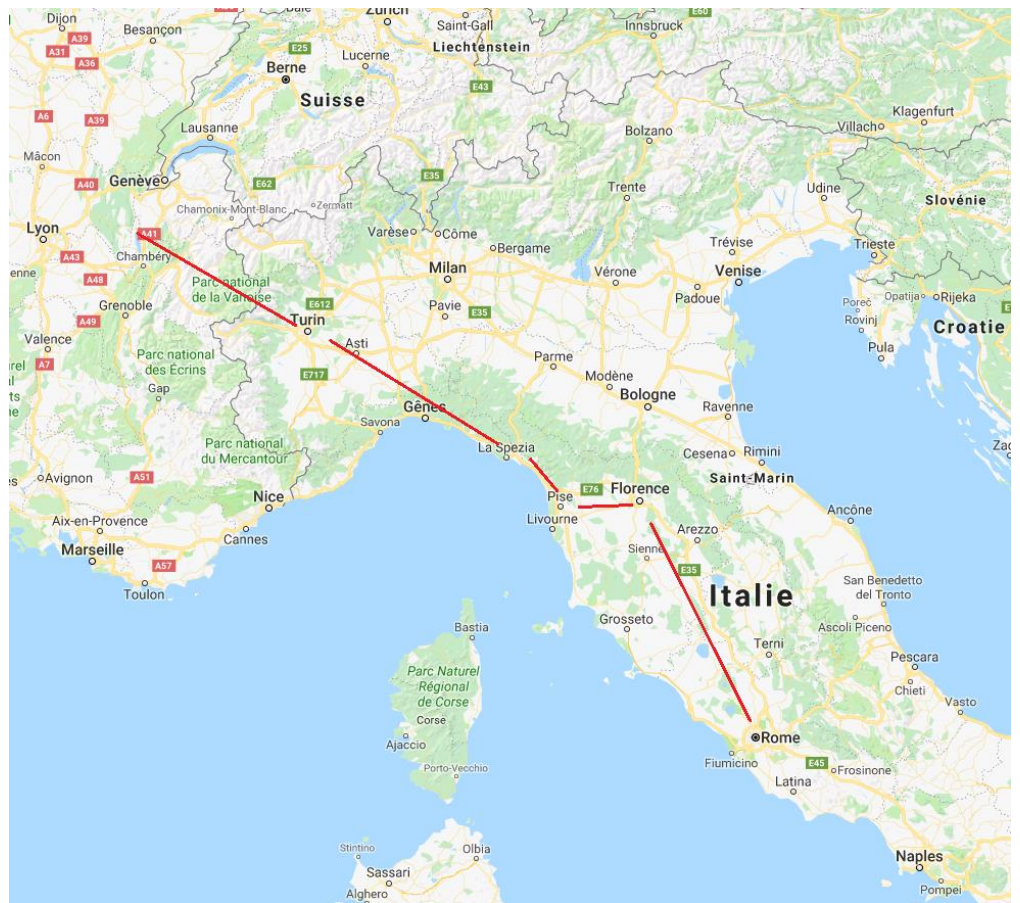 Dijon
Besançon
Bâle
Zürich
Saint-Gall
Liechtenstein
Innsbruck
E60
A39
A31
A36
E25
Lucerne
Berne
Suisse
E43
Klagenfurt
Villach
A6
A39
Lausanne
Bolzano
Mâcon
A40
Genève
E62
E35
Trente
Udine
Slovénie
Chamonix-Mont-Blanc
Zermatt
Lyon
A41
Varèse
Côme
Bergame
Trévise
Trieste
A43
Chambéry
Milan
Vérone
Venise
Padoue
A48
Parc national
de la Vanoise
E612
Pavie
E35
Poreč
Opatija
Rijeka
Grenoble
A49
Turin
Rovinj
Croatie
Valence
Asti
Parme
Pula
A7
Parc national
des Écrins
E717
Modène
Gap
Bologne
Gênes
Ravenne
Savona
Parc national
du Mercantour
La Spezia
Cesena
Rimini
A51
Saint-Marin
Avignon
E76
Florence
Nice
Pise
Livourne
Ancône
Aix-en-Provence
Cannes
Arezzo
Marseille
A57
Sienne
E35
Toulon
Italie
San Benedetto
del Tronto
Grosseto
Ascoli Piceno
Bastia
Terni
Pescara
Parc Naturel
Régional
de Corse
Chieti
Vasto
Corse
Ajaccio
Rome
Porto-Vecchio
Fiumicino
E45
Frosinone
Latina
Stintino
Olbia
Naples
Sassari
Pompei
Alghero